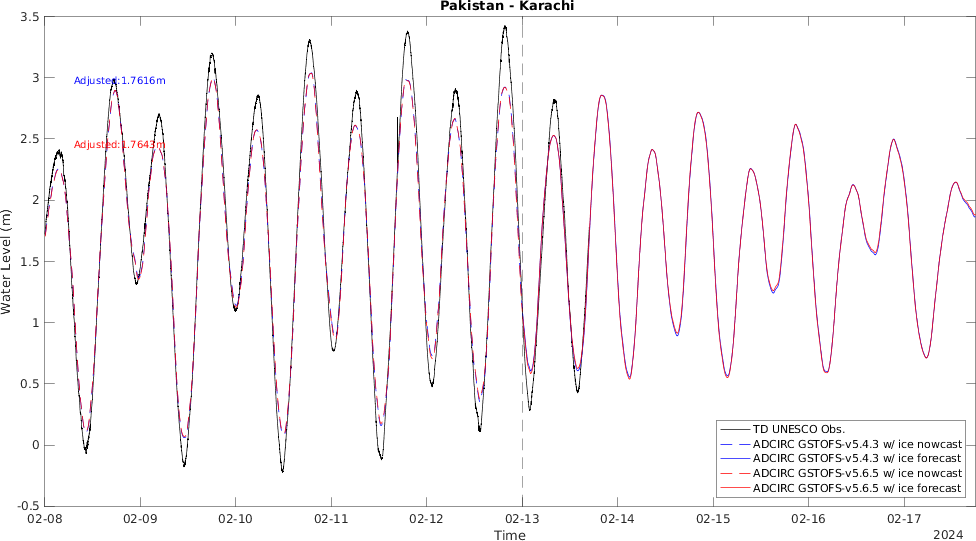 Pakistan - Karachi
3.5
3
2.5
2
1.5
1
0.5
0
-0.5
Water Level (m)
Adjusted:1.7616m
Adjusted:1.7643m
TD UNESCO Obs.
ADCIRC GSTOFS-v5.4.3 w/ ice nowcast
ADCIRC GSTOFS-v5.4.3 w/ ice forecast
ADCIRC GSTOFS-v5.6.5 w/ ice nowcast
ADCIRC GSTOFS-v5.6.5 w/ ice forecast
02-08 02-09 02-10 02-11 02-12 02-13 02-14 02-15 02-16 02-17
Time
2024